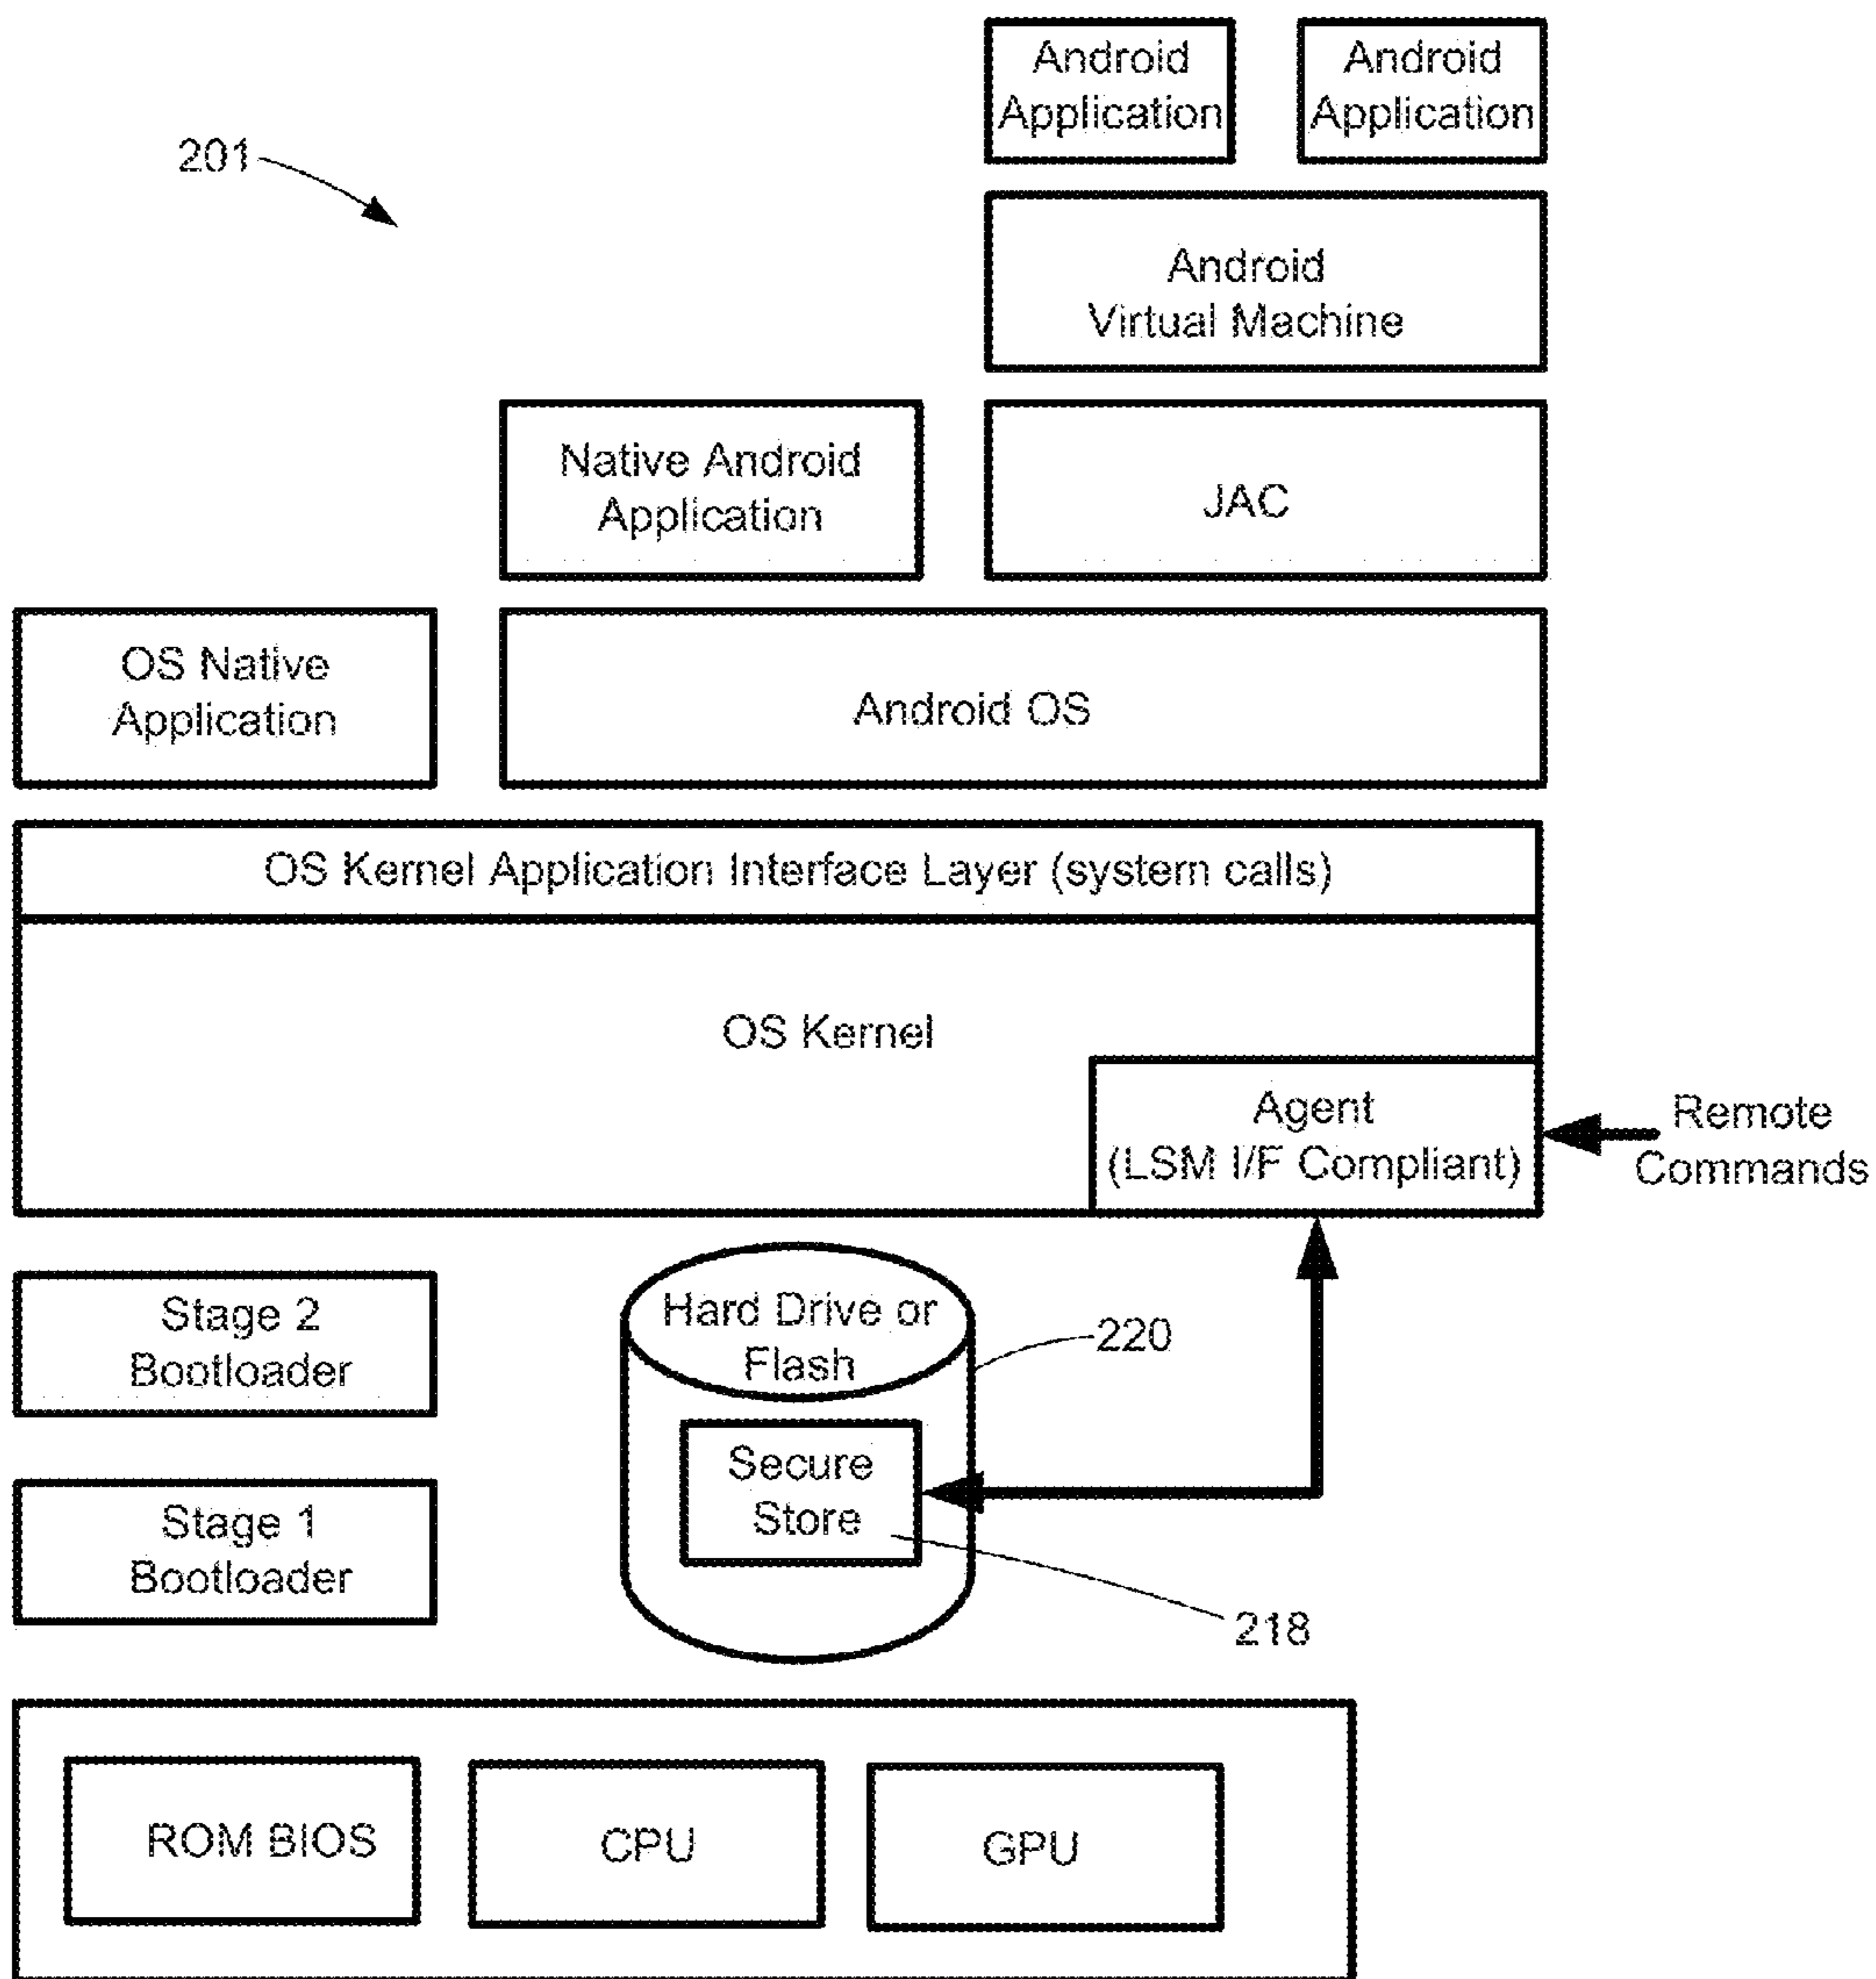 Android
Application
Android
Application
201
Android
Virtual Machine
Native Android
Application
JAC
OS Native
Application
Android OS
OS Kernel Application Interface Layer (system calls)
OS Kernel
Agent
(LSM I/F Compliant)
Remote
Commands
Stage 2
Bootloader
Hard Drive or
Flash
220
Secure
Store
Stage 1
Bootloader
218
ROM BIOS
CPU
GPU